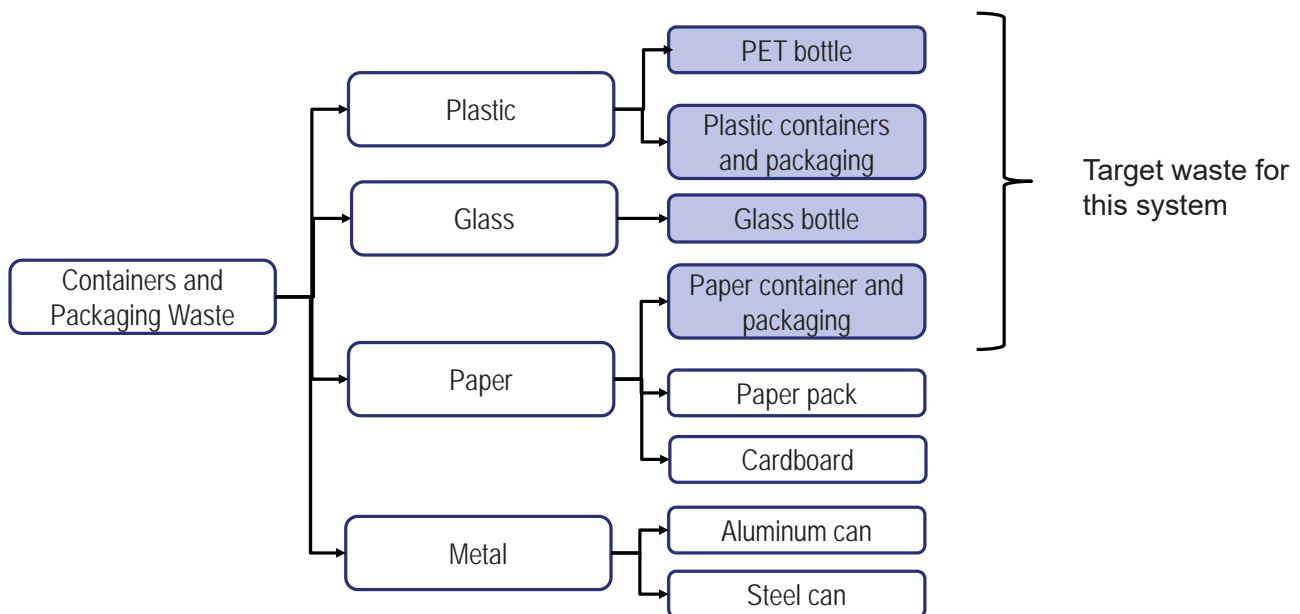 Containers and
Packaging Waste
Plastic
Glass
Paper
Metal
PET bottle
Plastic containers
and packaging
Glass bottle
Paper container and
packaging
Paper pack
Cardboard
Aluminum can
Steel can
Target waste for
this system